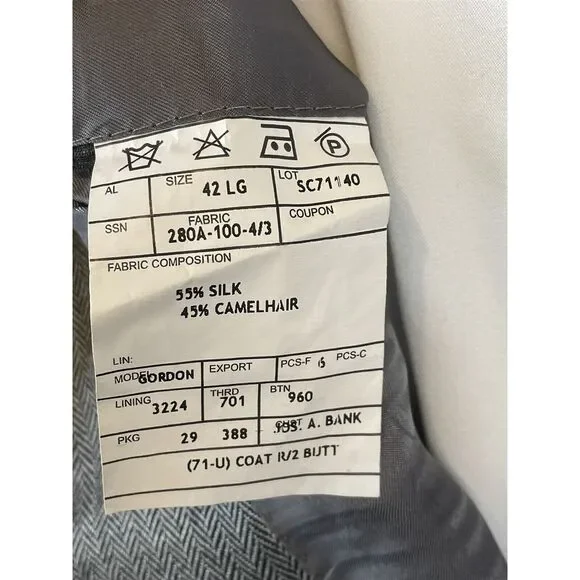 P
AL SIZE 42 LG LOT SC71140
SSN FABRIC 280A-100-4/3 COUPON
FABRIC COMPOSITION
55% SILK
45% CAMELHAIR
LIN:
MODEL GORDON EXPORT PCS-F 6 PCS-C
LINING 3224 THRD 701 BTN 960
PKG 29 388 CUST JOS. A. BANK
(71-U) COAT R/2 BUTT